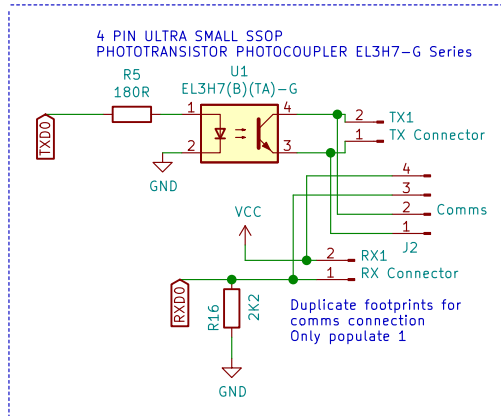 4 PIN ULTRA SMALL SSOP
PHOTOTRANSISTOR PHOTOCOUPLER EL3H7-G Series
U1
EL3H7(B)(TA)-G
R5
180R
TXD0
1
2
4
3
GND
2
1
TX1
TX Connector
4
3
2
1
Comms
J2
VCC
2
1
RX1
RX Connector
RXD0
R16
2K2
GND
Duplicate footprints for
comms connection
Only populate 1